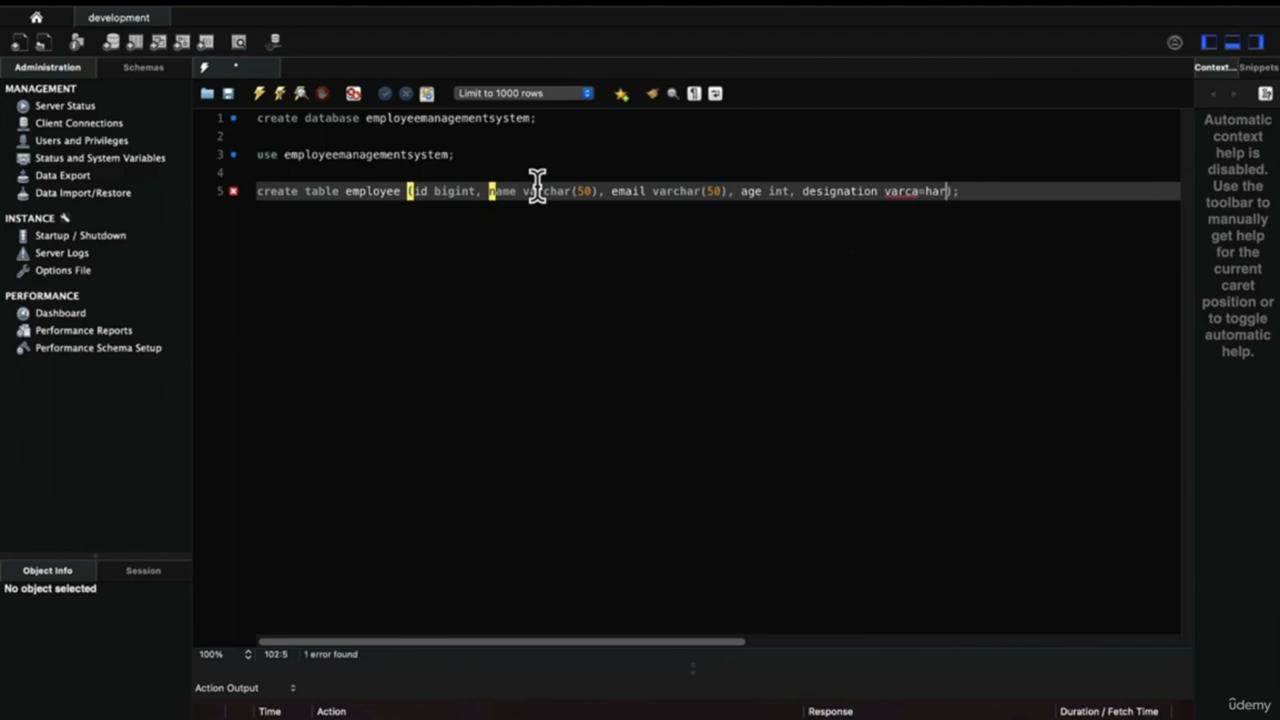 development
Administration Schemas
Context... Snippets
MANAGEMENT
Server Status
Client Connections
Users and Privileges
Status and System Variables
Data Export
Data Import/Restore
INSTANCE
Startup / Shutdown
Server Logs
Options File
PERFORMANCE
Dashboard
Performance Reports
Performance Schema Setup
Object Info Session
No object selected
Limit to 1000 rows
1 create database employeemanagementsystem;
2
3 use employeemanagementsystem;
4
5 create table employee (id bigint, name varchar(50), email varchar(50), age int, designation varca=har);
100% 102:5 1 error found
Action Output
Time Action Response Duration / Fetch Time
Automatic
context
help is
disabled.
Use the
toolbar to
manually
get help
for the
current
caret
position or
to toggle
automatic
help.
ûdemy